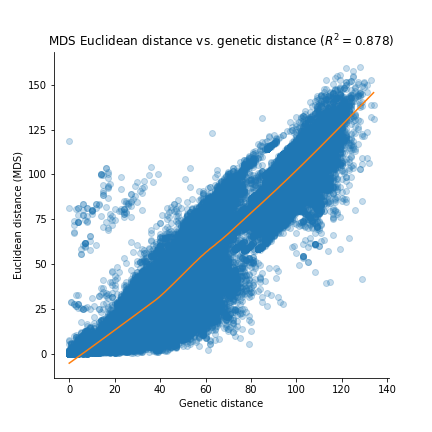 MDS Euclidean distance vs. genetic distance (R² = 0.878)
150
125
100
75
50
25
0
Euclidean distance (MDS)
0 20 40 60 80 100 120 140
Genetic distance